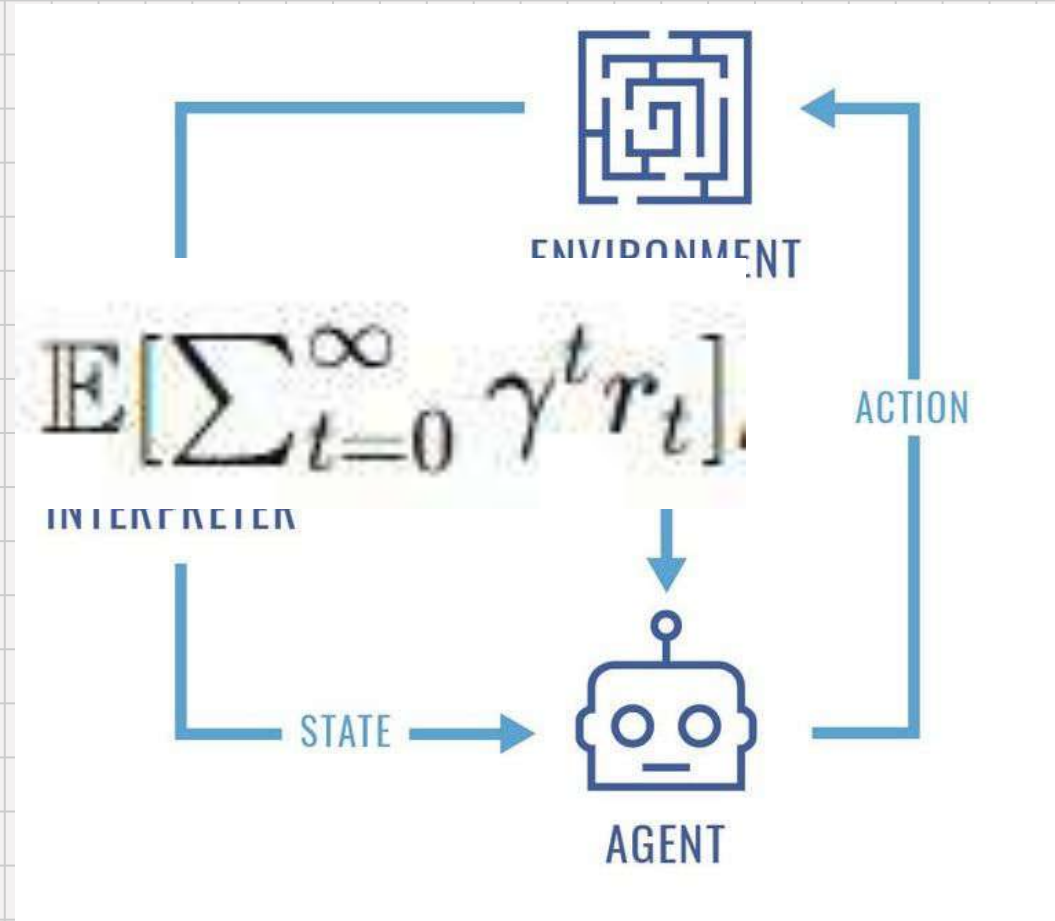 ENVIRONMENT
𝔼[∑_{t=0}^{∞} γ^t r_t].
ACTION
INTERPRETER
STATE
AGENT